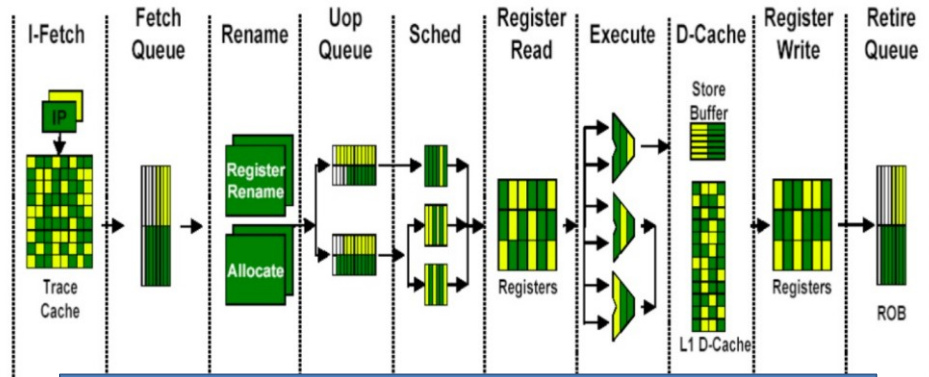 I-Fetch
Fetch
Queue
Rename
Uop
Queue
Sched
Register
Read
Execute
D-Cache
Register
Write
Retire
Queue
IP
Trace
Cache
Register
Rename
Allocate
Registers
Store
Buffer
L1 D-Cache
Registers
ROB